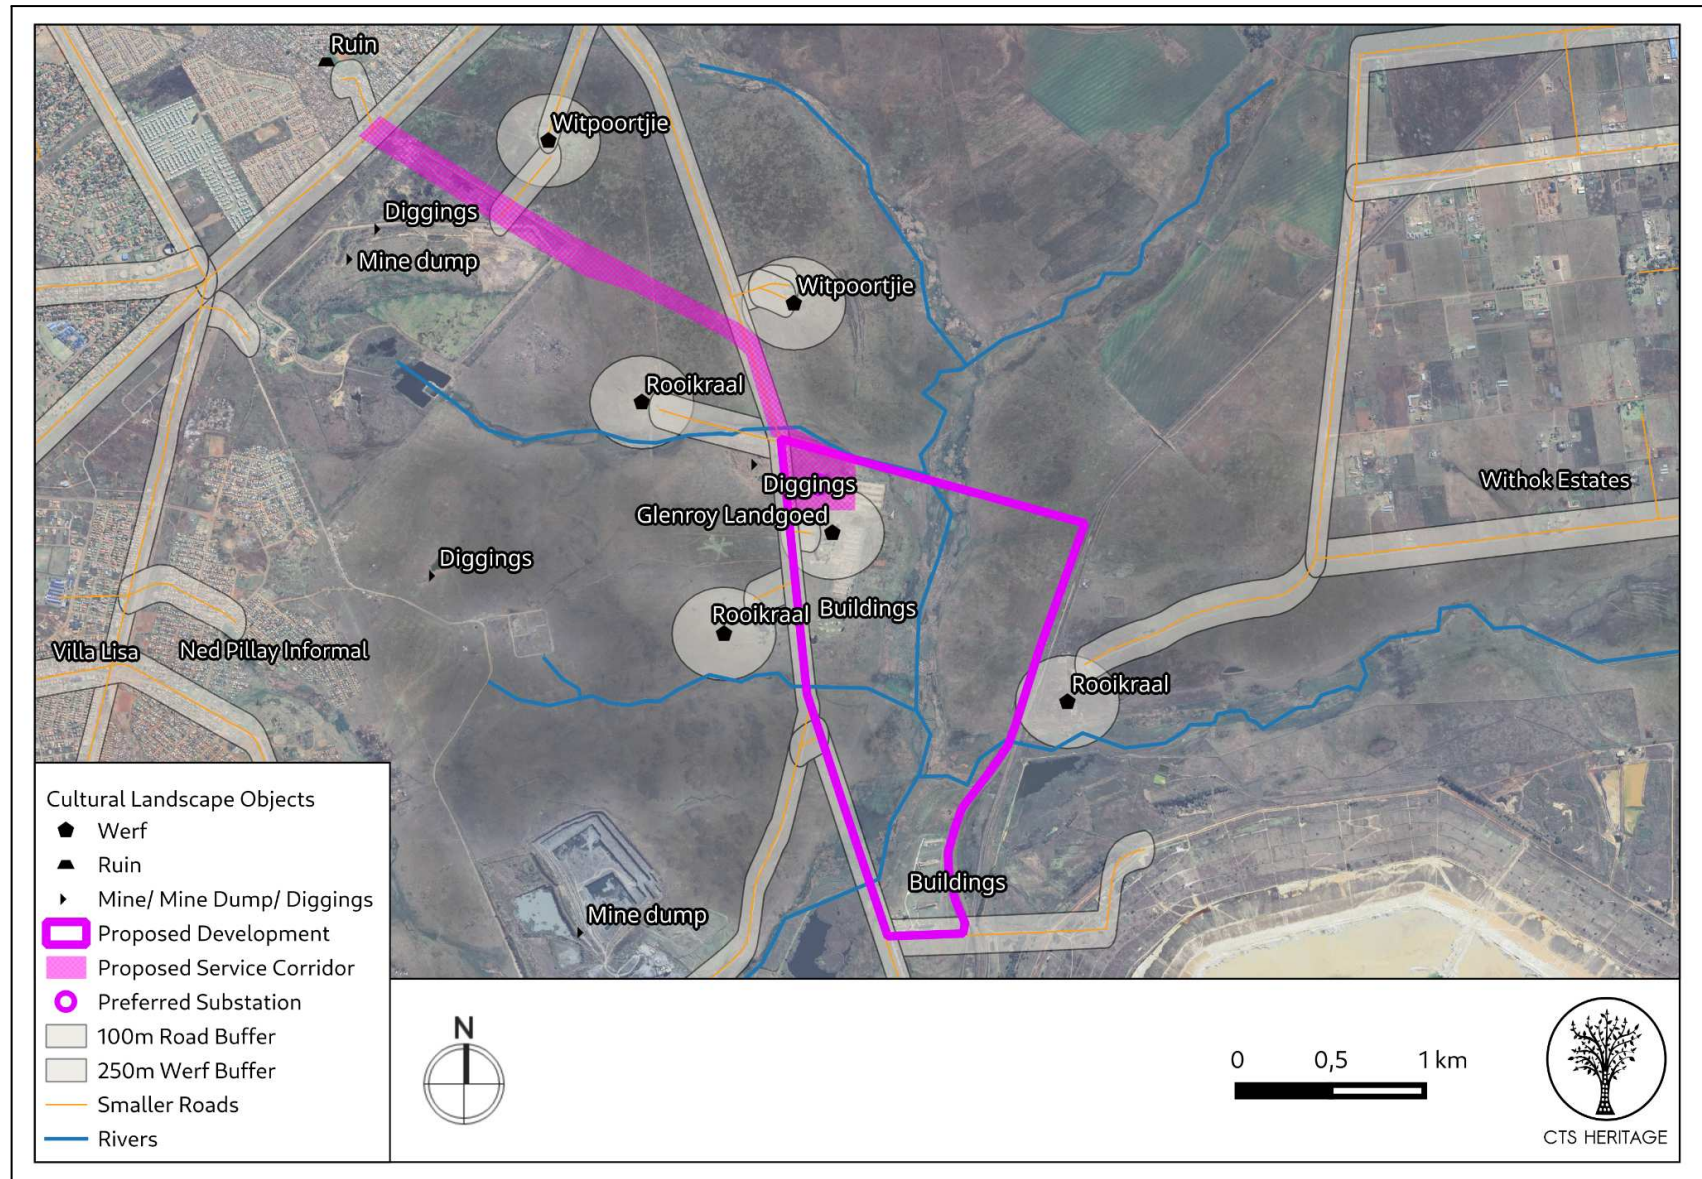 Ruin
Witpoortjie
Diggings
Mine dump
Witpoortjie
Rooikraal
Diggings
Withok Estates
Glenroy Landgoed
Diggings
Rooikraal
Buildings
Villa Lisa
Ned Pillay Informal
Rooikraal
Buildings
Mine dump
Cultural Landscape Objects
Werf
Ruin
Mine/ Mine Dump/ Diggings
Proposed Development
Proposed Service Corridor
Preferred Substation
100m Road Buffer
250m Werf Buffer
Smaller Roads
Rivers
N
0 0,5 1 km
CTS HERITAGE